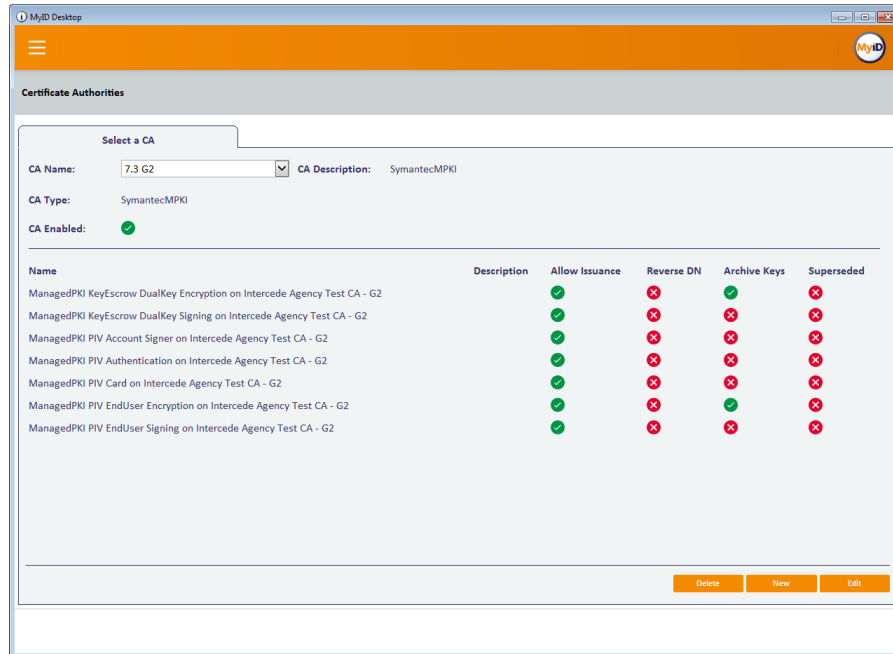 MyID Desktop
MyiD
Certificate Authorities
Select a CA
CA Name: 7.3 G2 CA Description: SymantecMPKI
CA Type: SymantecMPKI
CA Enabled:
Name Description Allow Issuance Reverse DN Archive Keys Superseded
ManagedPKI KeyEscrow DualKey Encryption on Intercede Agency Test CA - G2
ManagedPKI KeyEscrow DualKey Signing on Intercede Agency Test CA - G2
ManagedPKI PIV Account Signer on Intercede Agency Test CA - G2
ManagedPKI PIV Authentication on Intercede Agency Test CA - G2
ManagedPKI PIV Card on Intercede Agency Test CA - G2
ManagedPKI PIV EndUser Encryption on Intercede Agency Test CA - G2
ManagedPKI PIV EndUser Signing on Intercede Agency Test CA - G2
Delete New Edit